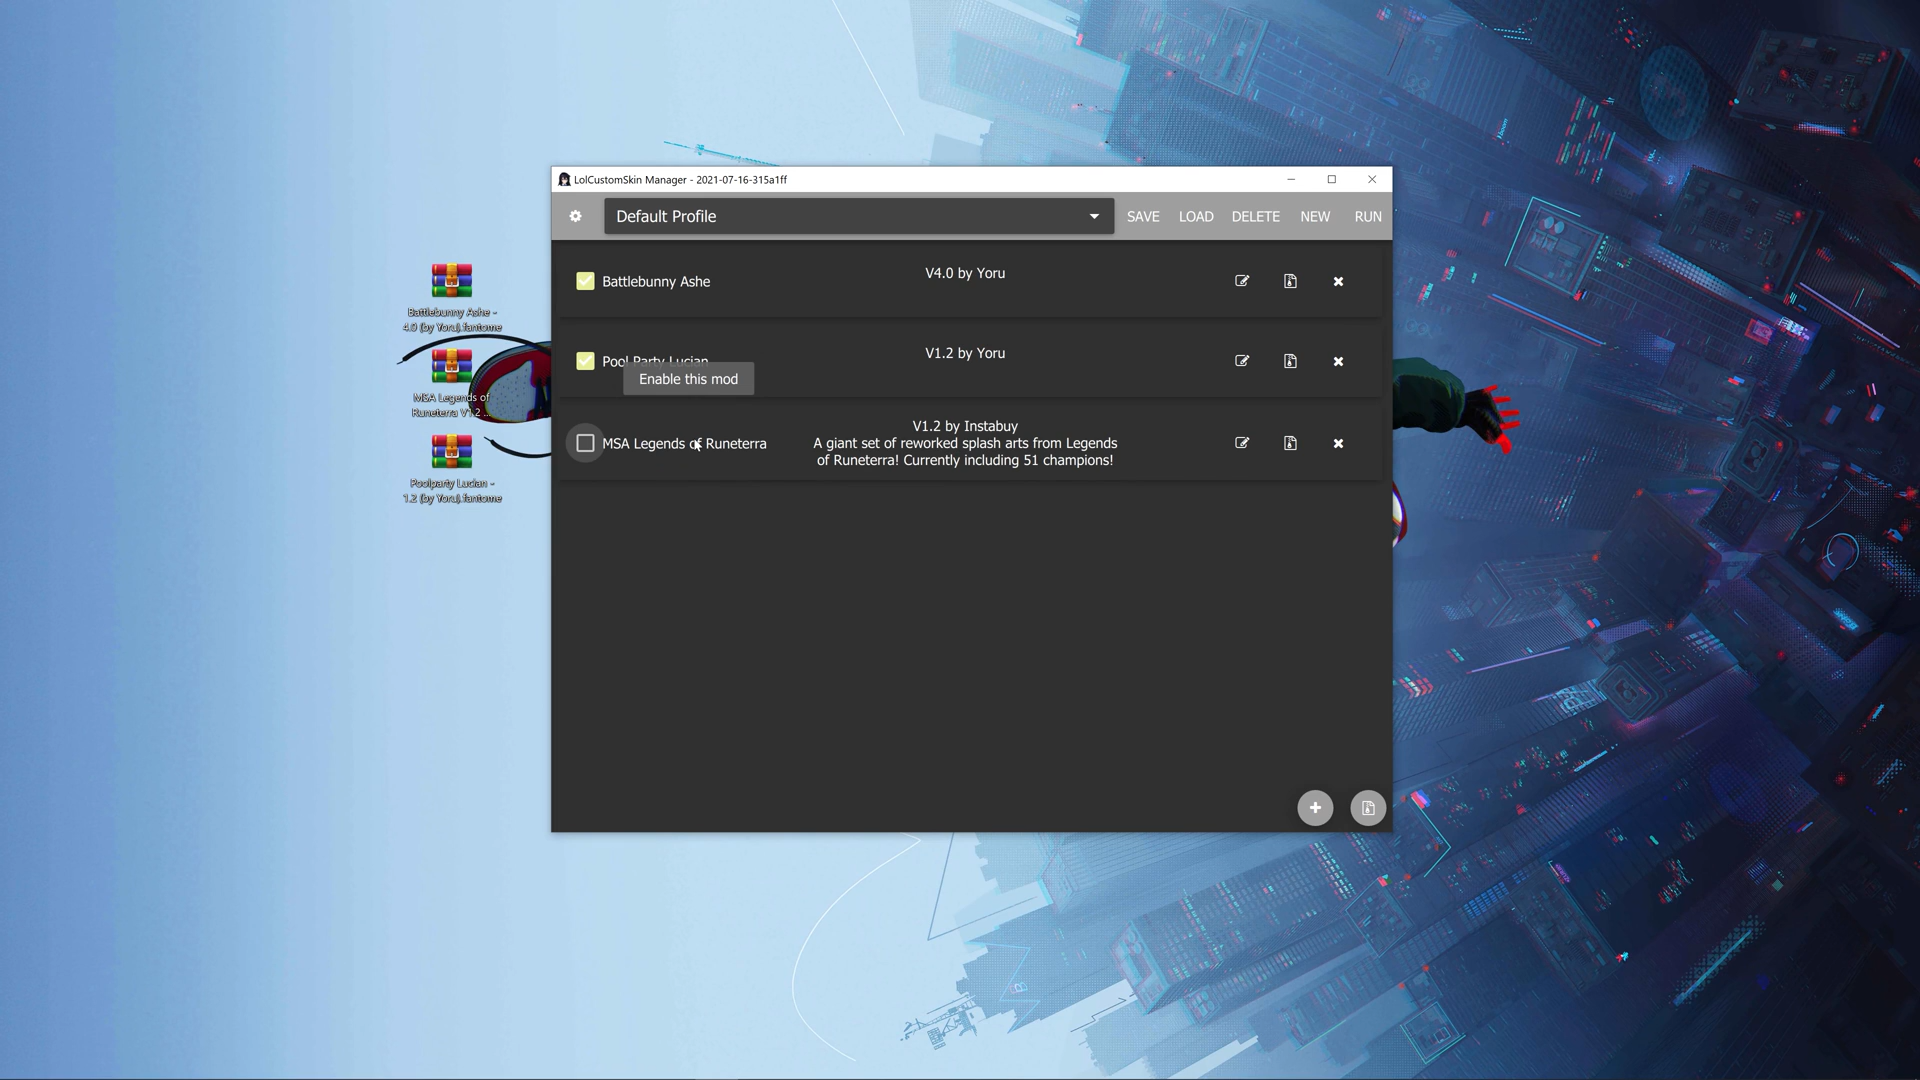 LolCustomSkin Manager - 2021-07-16-315a1ff
Default Profile
SAVE
LOAD
DELETE
NEW
RUN
Battlebunny Ashe
V4.0 by Yoru
Pool Party Lucian
V1.2 by Yoru
Enable this mod
MSA Legends of Runeterra
V1.2 by Instabuy
A giant set of reworked splash arts from Legends
of Runeterra! Currently including 51 champions!
Battlebunny Ashe -
4.0 (by Yoru).fantome
MSA Legends of
Runeterra V1.2 ...
Poolparty Lucian -
1.2 (by Yoru).fantome